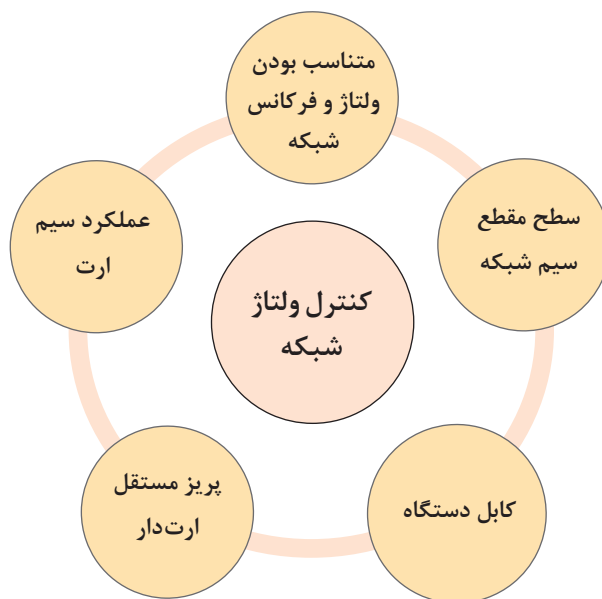 متناسب بودن
ولتاژ و فرکانس
شبکه
سطح مقطع
سیم شبکه
کابل دستگاه
پریز مستقل
ارت‌دار
عملکرد سیم
ارت
کنترل ولتاژ
شبکه